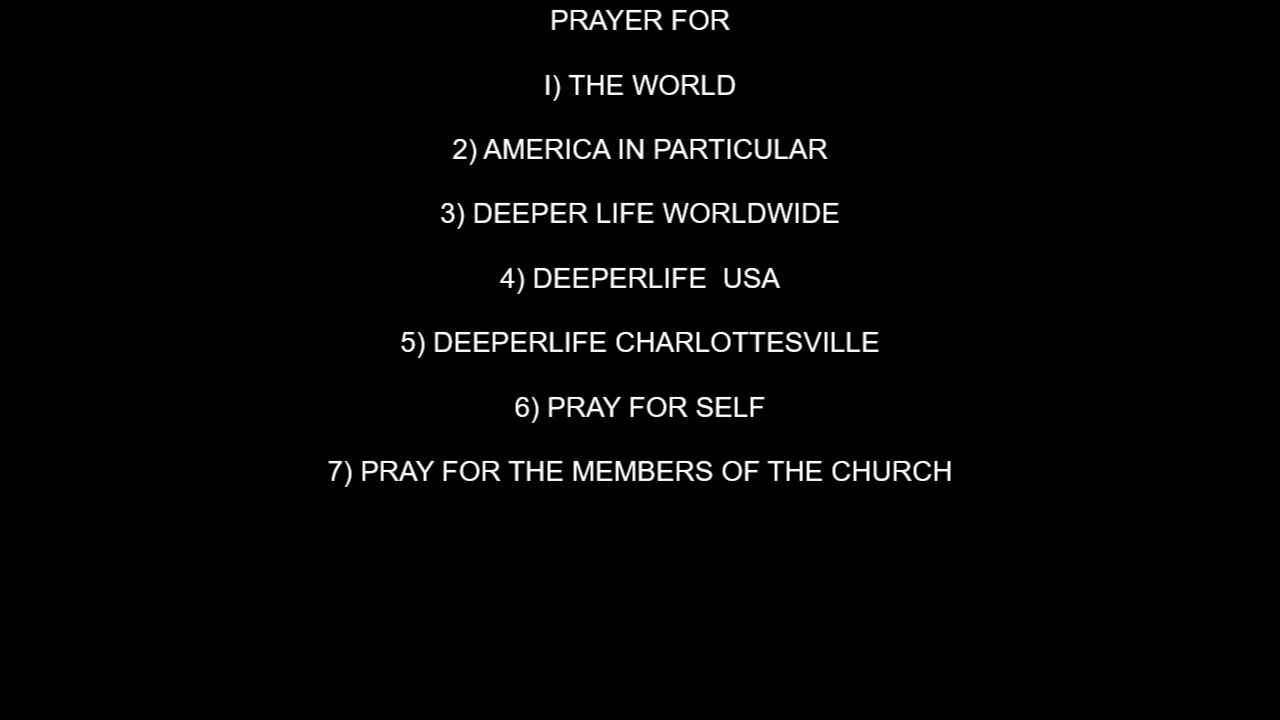 PRAYER FOR
I) THE WORLD
2) AMERICA IN PARTICULAR
3) DEEPER LIFE WORLDWIDE
4) DEEPERLIFE  USA
5) DEEPERLIFE CHARLOTTESVILLE
6) PRAY FOR SELF
7) PRAY FOR THE MEMBERS OF THE CHURCH